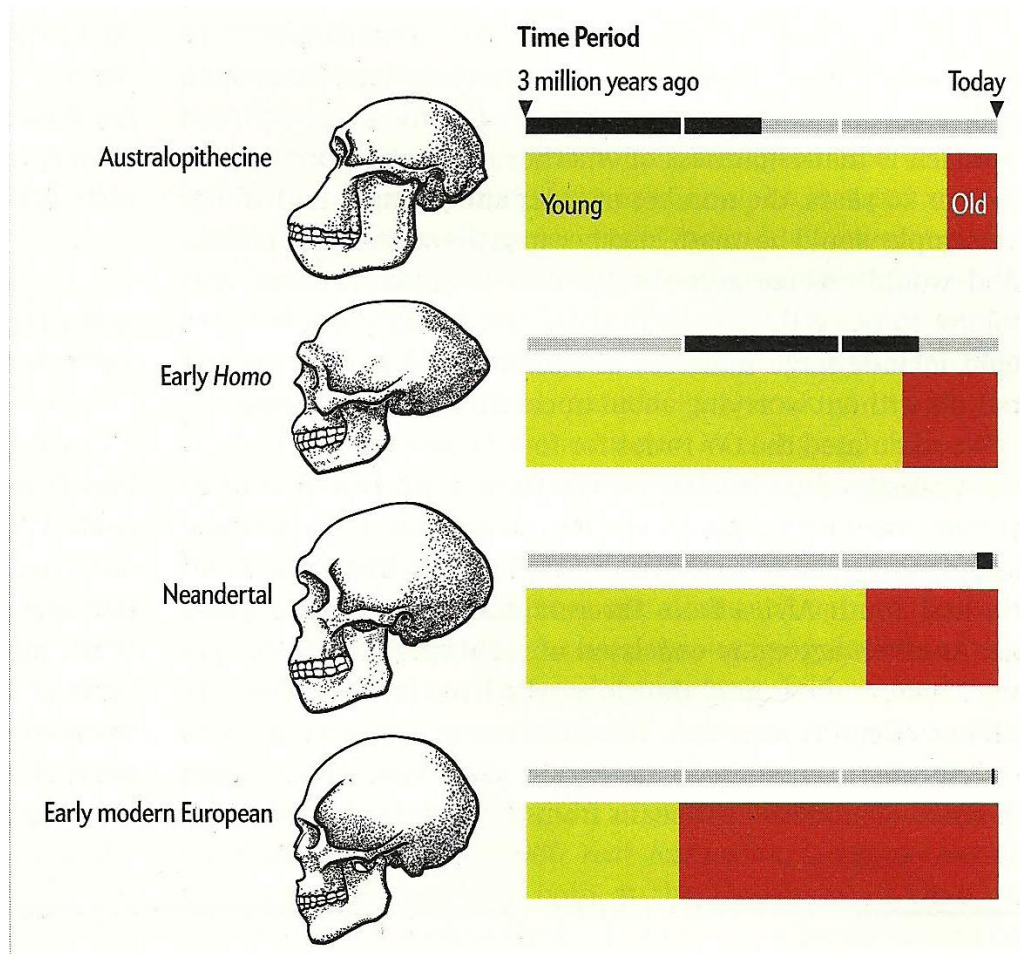 Time Period
3 million years ago Today
Australopithecine
Young Old
Early Homo
Neandertal
Early modern European